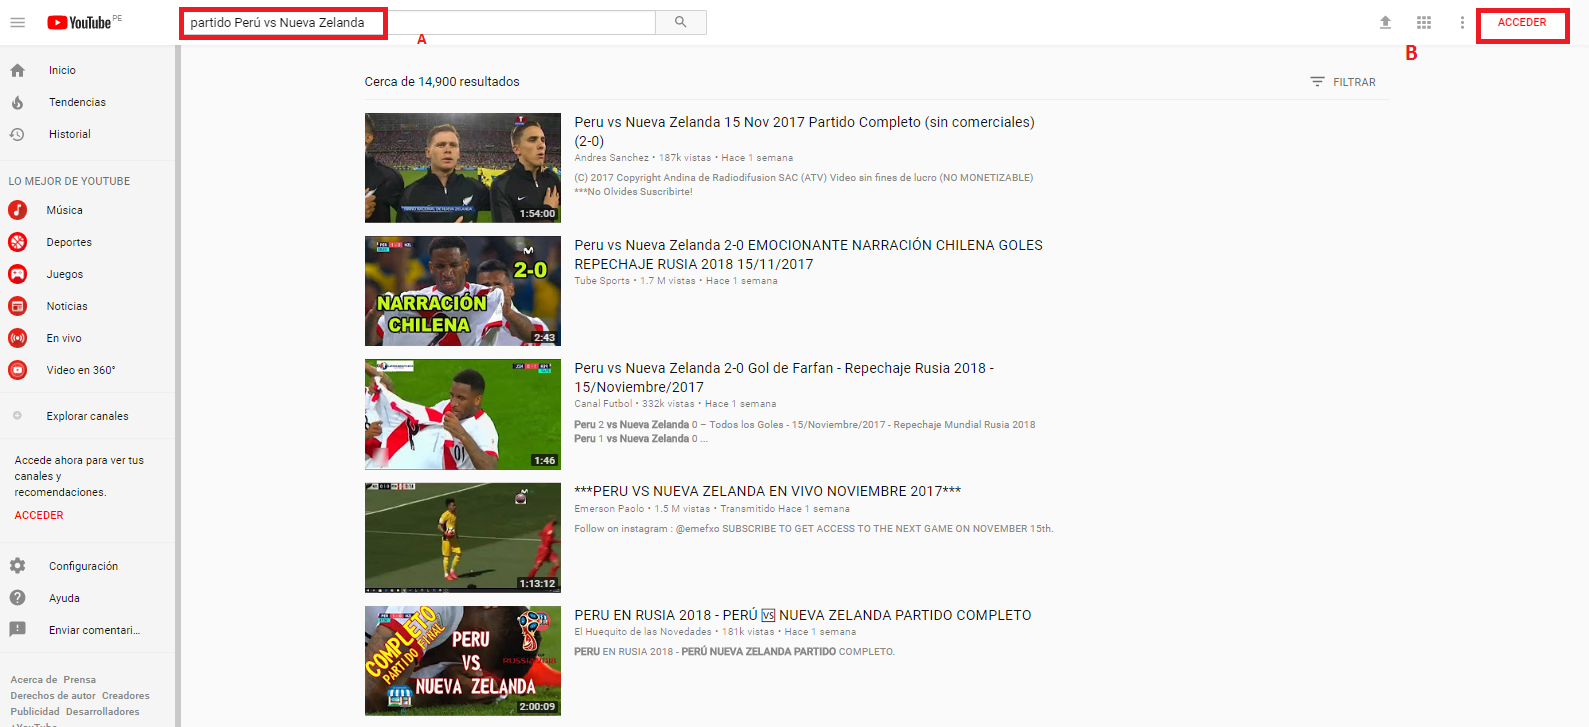 YouTube PE
partido Perú vs Nueva Zelanda
A
B
ACCEDER
Inicio
Tendencias
Historial
LO MEJOR DE YOUTUBE
Música
Deportes
Juegos
Noticias
En vivo
Video en 360°
Explorar canales
Accede ahora para ver tus
canales y
recomendaciones.
ACCEDER
Configuración
Ayuda
Enviar comentari...
Acerca de Prensa
Derechos de autor Creadores
Publicidad Desarrolladores
+YouTube
Cerca de 14,900 resultados
FILTRAR
Peru vs Nueva Zelanda 15 Nov 2017 Partido Completo (sin comerciales)
(2-0)
Andres Sanchez • 187k vistas • Hace 1 semana
(C) 2017 Copyright Andina de Radiodifusion SAC (ATV) Video sin fines de lucro (NO MONETIZABLE)
***No Olvides Suscribirte!
1:54:00
Peru vs Nueva Zelanda 2-0 EMOCIONANTE NARRACIÓN CHILENA GOLES
REPECHAJE RUSIA 2018 15/11/2017
Tube Sports • 1.7 M vistas • Hace 1 semana
2-0
NARRACIÓN
CHILENA
2:43
Peru vs Nueva Zelanda 2-0 Gol de Farfan - Repechaje Rusia 2018 -
15/Noviembre/2017
Canal Futbol • 332k vistas • Hace 1 semana
Peru 2 vs Nueva Zelanda 0 – Todos los Goles - 15/Noviembre/2017 - Repechaje Mundial Rusia 2018
Peru 1 vs Nueva Zelanda 0 ...
1:46
***PERU VS NUEVA ZELANDA EN VIVO NOVIEMBRE 2017***
Emerson Paolo • 1.5 M vistas • Transmitido Hace 1 semana
Follow on instagram : @emefxo SUBSCRIBE TO GET ACCESS TO THE NEXT GAME ON NOVEMBER 15th.
1:13:12
PERU EN RUSIA 2018 - PERÚ 🆚 NUEVA ZELANDA PARTIDO COMPLETO
El Huequito de las Novedades • 181k vistas • Hace 1 semana
PERU EN RUSIA 2018 - PERÚ NUEVA ZELANDA PARTIDO COMPLETO.
COMPLETO
PARTIDO FINAL
PERU
VS
NUEVA ZELANDA
RUSSIA 2018
2:00:09